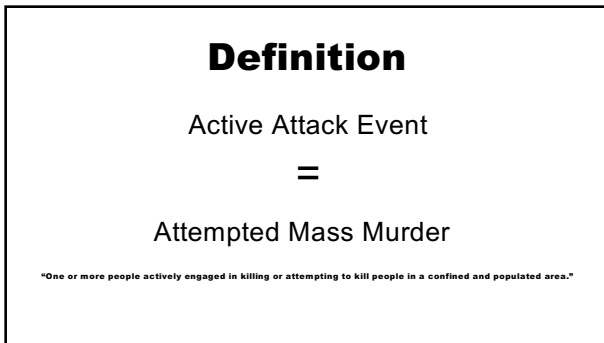 Definition
Active Attack Event
=
Attempted Mass Murder
“One or more people actively engaged in killing or attempting to kill people in a confined and populated area.”